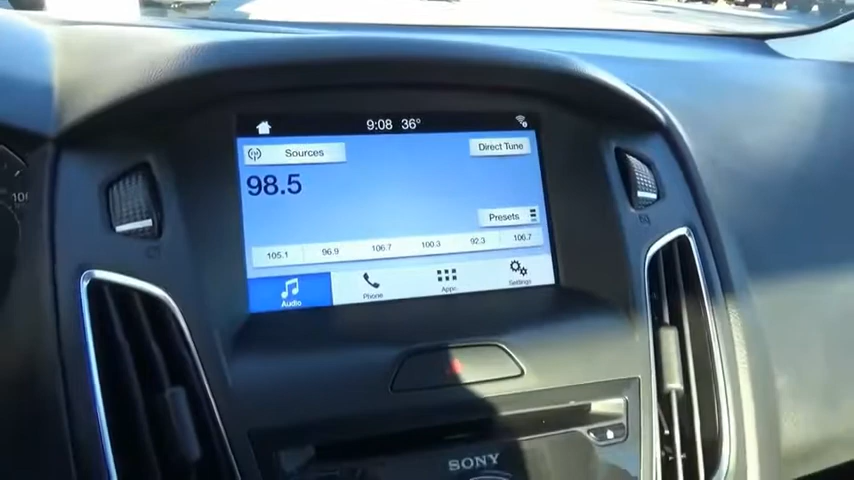 9:08 36°
Sources
Direct Tune
98.5
Presets
105.1 96.9 106.7 100.3 92.3 106.7
Audio
Phone
Apps
Settings
SONY